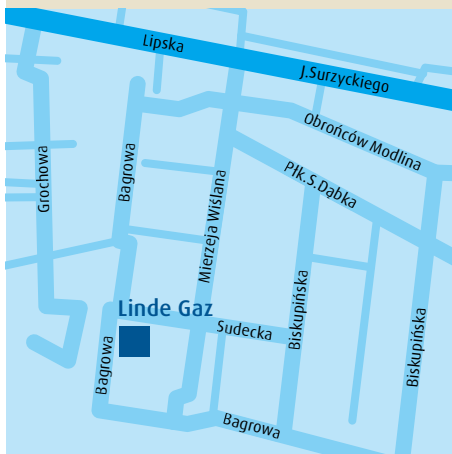 Lipska
J.Surzyckiego
Obrońców Modlina
Płk.S.Dąbka
Grochowa
Bagrowa
Mierzeja Wiślana
Linde Gaz
Sudecka
Biskupińska
Biskupińska
Bagrowa
Bagrowa